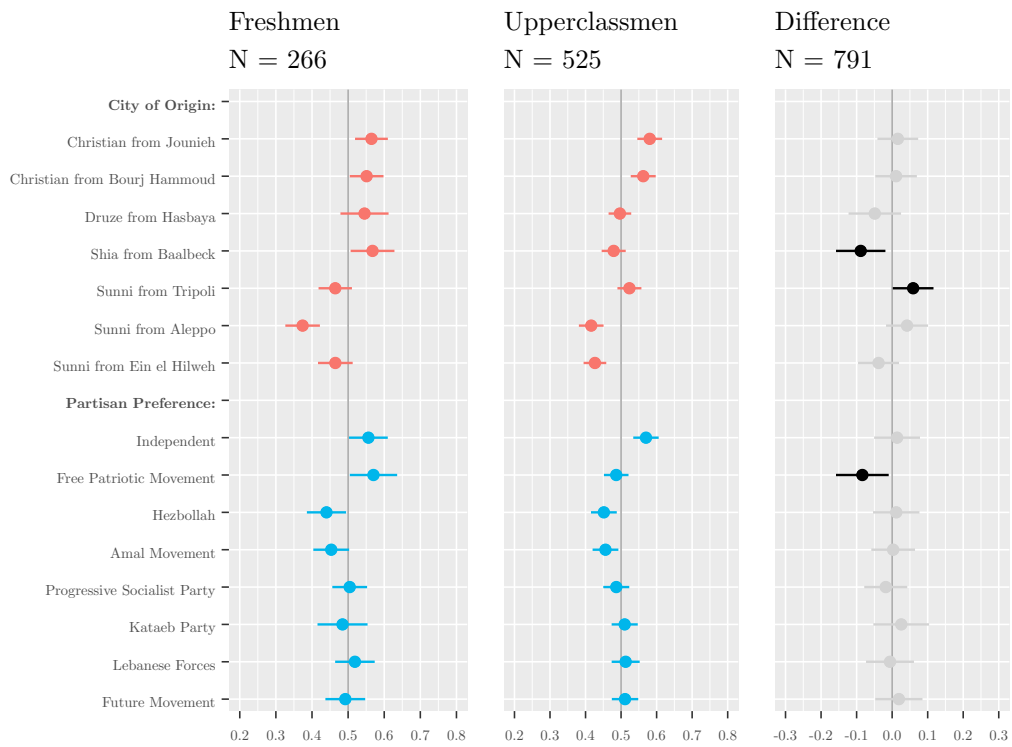 Freshmen
N = 266
Upperclassmen
N = 525
Difference
N = 791
City of Origin:
Christian from Jounieh
Christian from Bourj Hammoud
Druze from Hasbaya
Shia from Baalbeck
Sunni from Tripoli
Sunni from Aleppo
Sunni from Ein el Hilweh
Partisan Preference:
Independent
Free Patriotic Movement
Hezbollah
Amal Movement
Progressive Socialist Party
Kataeb Party
Lebanese Forces
Future Movement
0.2 0.3 0.4 0.5 0.6 0.7 0.8
0.2 0.3 0.4 0.5 0.6 0.7 0.8
-0.3 -0.2 -0.1 0.0 0.1 0.2 0.3